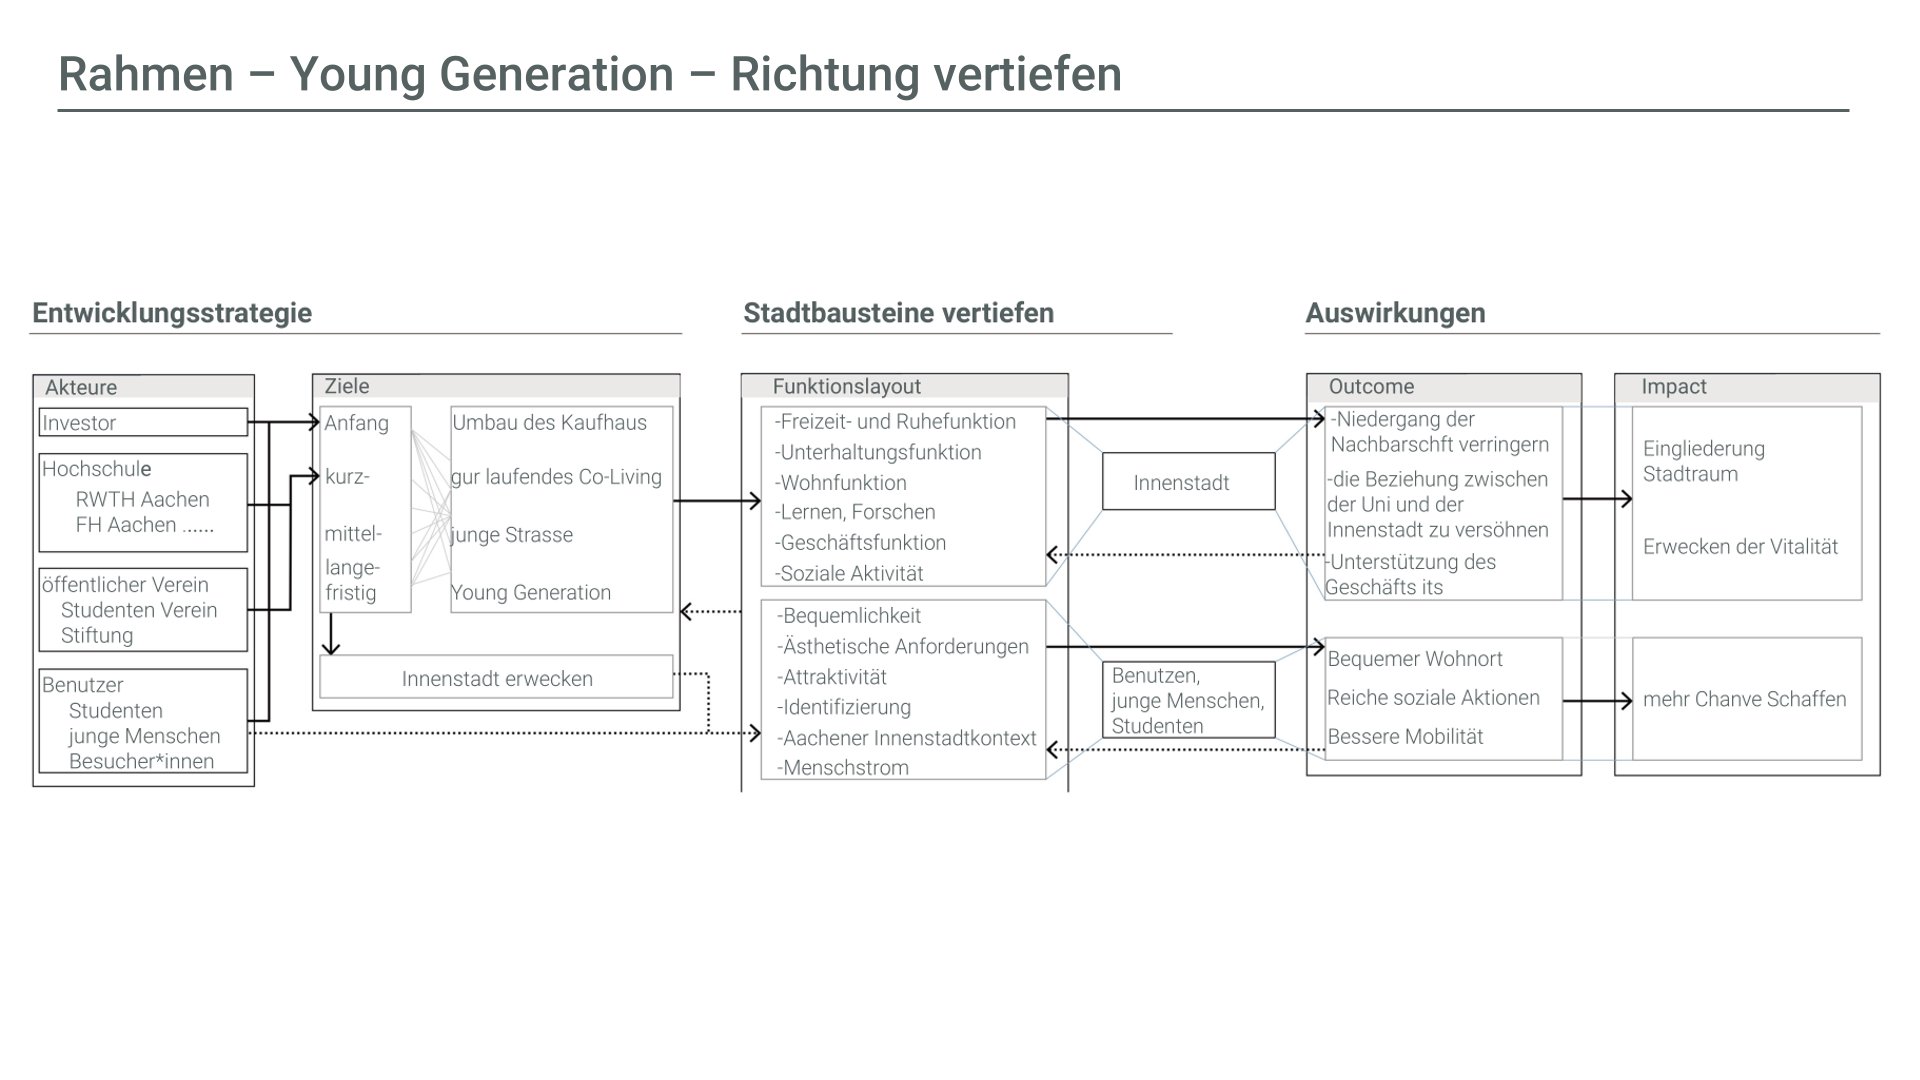 Rahmen – Young Generation – Richtung vertiefen
Entwicklungsstrategie
Akteure
Investor
Hochschule
RWTH Aachen
FH Aachen ......
öffentlicher Verein
Studenten Verein
Stiftung
Benutzer
Studenten
junge Menschen
Besucher*innen
Ziele
Anfang
kurz-
mittel-
lange-
fristig
Umbau des Kaufhaus
gur laufendes Co-Living
junge Strasse
Young Generation
Innenstadt erwecken
Stadtbausteine vertiefen
Funktionslayout
-Freizeit- und Ruhefunktion
-Unterhaltungsfunktion
-Wohnfunktion
-Lernen, Forschen
-Geschäftsfunktion
-Soziale Aktivität
-Bequemlichkeit
-Ästhetische Anforderungen
-Attraktivität
-Identifizierung
-Aachener Innenstadtkontext
-Menschstrom
Innenstadt
Benutzen,
junge Menschen,
Studenten
Auswirkungen
Outcome
-Niedergang der
Nachbarschft verringern
-die Beziehung zwischen
der Uni und der
Innenstadt zu versöhnen
-Unterstützung des
Geschäfts its
Bequemer Wohnort
Reiche soziale Aktionen
Bessere Mobilität
Impact
Eingliederung
Stadtraum
Erwecken der Vitalität
mehr Chanve Schaffen